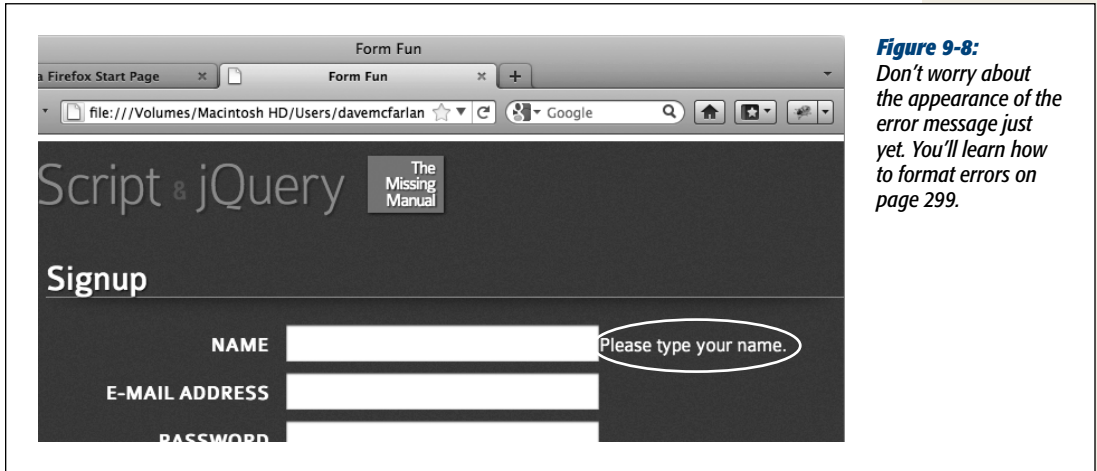 Form Fun
a Firefox Start Page
Form Fun
file:///Volumes/Macintosh HD/Users/davemcfarlan
Google
Script & jQuery
The
Missing
Manual
Signup
NAME
Please type your name.
E-MAIL ADDRESS
PASSWORD
Figure 9-8:
Don’t worry about
the appearance of the
error message just
yet. You’ll learn how
to format errors on
page 299.